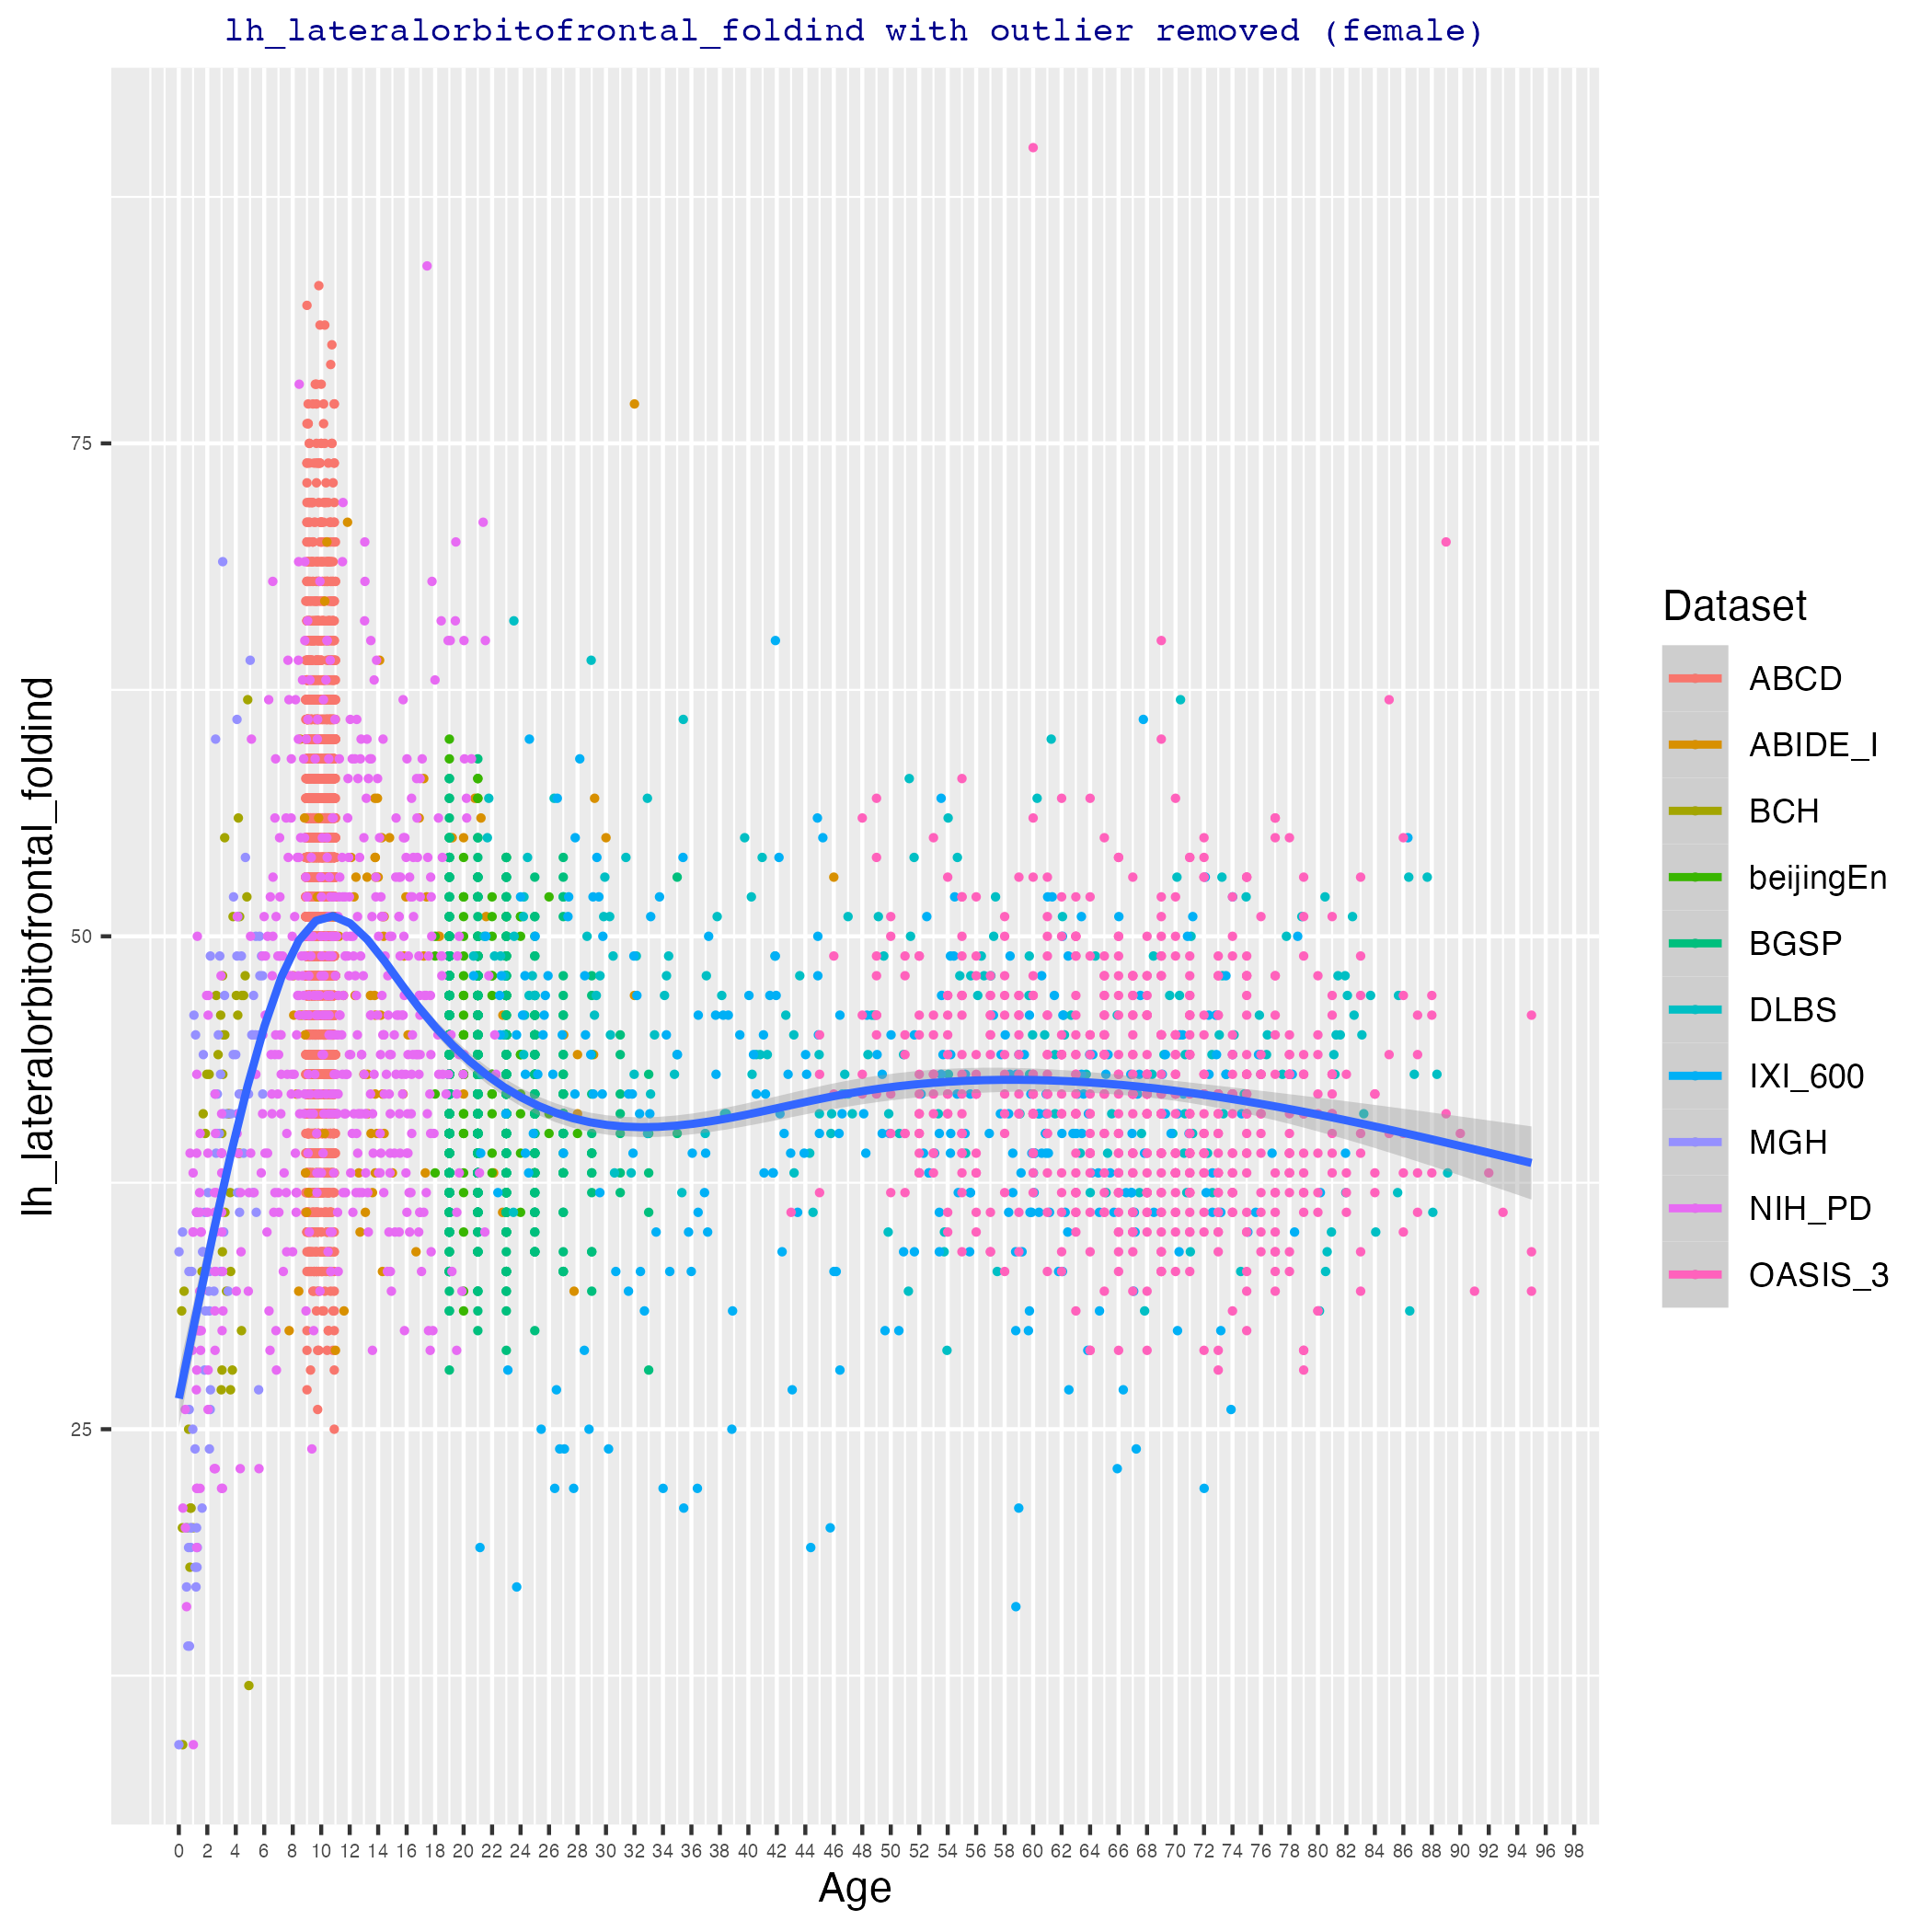 lh_lateralorbitofrontal_foldind with outlier removed (female)
lh_lateralorbitofrontal_foldind
75
50
25
0 2 4 6 8 10 12 14 16 18 20 22 24 26 28 30 32 34 36 38 40 42 44 46 48 50 52 54 56 58 60 62 64 66 68 70 72 74 76 78 80 82 84 86 88 90 92 94 96 98
Age
Dataset
ABCD
ABIDE_I
BCH
beijingEn
BGSP
DLBS
IXI_600
MGH
NIH_PD
OASIS_3